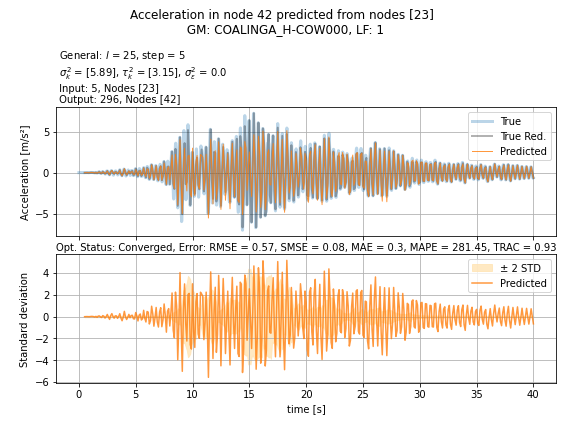 Acceleration in node 42 predicted from nodes [23]
GM: COALINGA_H-COW000, LF: 1
General: l = 25, step = 5
σ²ₖ = [5.89], τ²ₖ = [3.15], σ²_ε = 0.0
Input: 5, Nodes [23]
Output: 296, Nodes [42]
Acceleration [m/s²]
5
0
−5
True
True Red.
Predicted
Opt. Status: Converged, Error: RMSE = 0.57, SMSE = 0.08, MAE = 0.3, MAPE = 281.45, TRAC = 0.93
Standard deviation
4
2
0
−2
−4
−6
± 2 STD
Predicted
0 5 10 15 20 25 30 35 40
time [s]